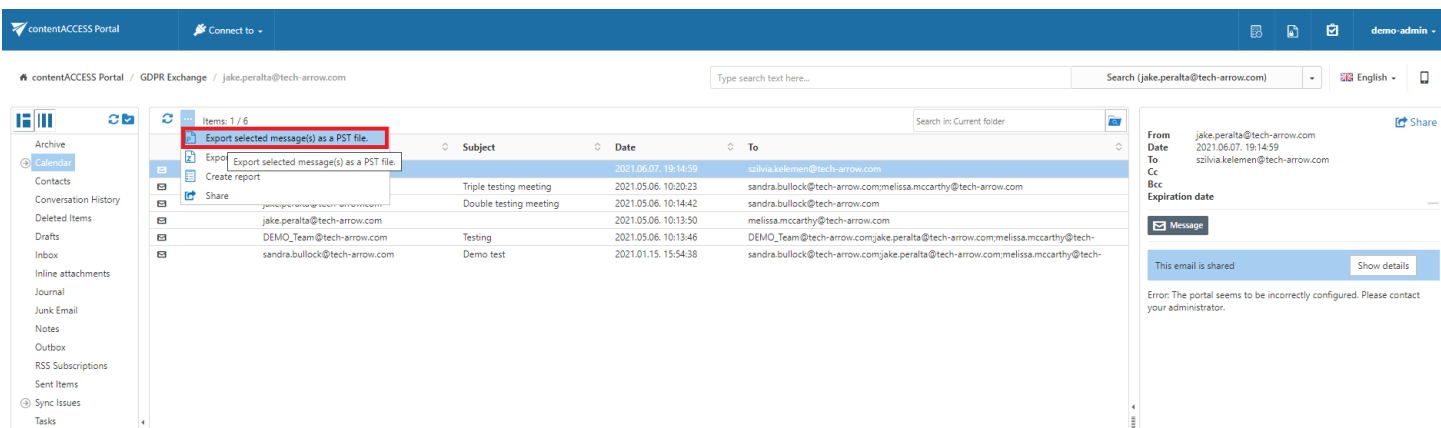 contentACCESS Portal
Connect to
demo-admin
contentACCESS Portal / GDPR Exchange / jake.peralta@tech-arrow.com
Type search text here...
Search (jake.peralta@tech-arrow.com)
English
Archive
Calendar
Contacts
Conversation History
Deleted Items
Drafts
Inbox
Inline attachments
Journal
Junk Email
Notes
Outbox
RSS Subscriptions
Sent Items
Sync Issues
Tasks
Items: 1 / 6
Search in: Current folder
Export selected message(s) as a PST file.
Expor
Export selected message(s) as a PST file.
Create report
Share
Subject Date To
2021.06.07. 19:14:59 szilvia.kelemen@tech-arrow.com
Triple testing meeting 2021.05.06. 10:20:23 sandra.bullock@tech-arrow.com;melissa.mccarthy@tech-arrow.com
Double testing meeting 2021.05.06. 10:14:42 sandra.bullock@tech-arrow.com
jake.peralta@tech-arrow.com 2021.05.06. 10:13:50 melissa.mccarthy@tech-arrow.com
DEMO_Team@tech-arrow.com Testing 2021.05.06. 10:13:46 DEMO_Team@tech-arrow.com;jake.peralta@tech-arrow.com;melissa.mccarthy@tech-
sandra.bullock@tech-arrow.com Demo test 2021.01.15. 15:54:38 sandra.bullock@tech-arrow.com;jake.peralta@tech-arrow.com;melissa.mccarthy@tech-
Share
From jake.peralta@tech-arrow.com
Date 2021.06.07. 19:14:59
To szilvia.kelemen@tech-arrow.com
Cc
Bcc
Expiration date
Message
This email is shared
Show details
Error: The portal seems to be incorrectly configured. Please contact
your administrator.